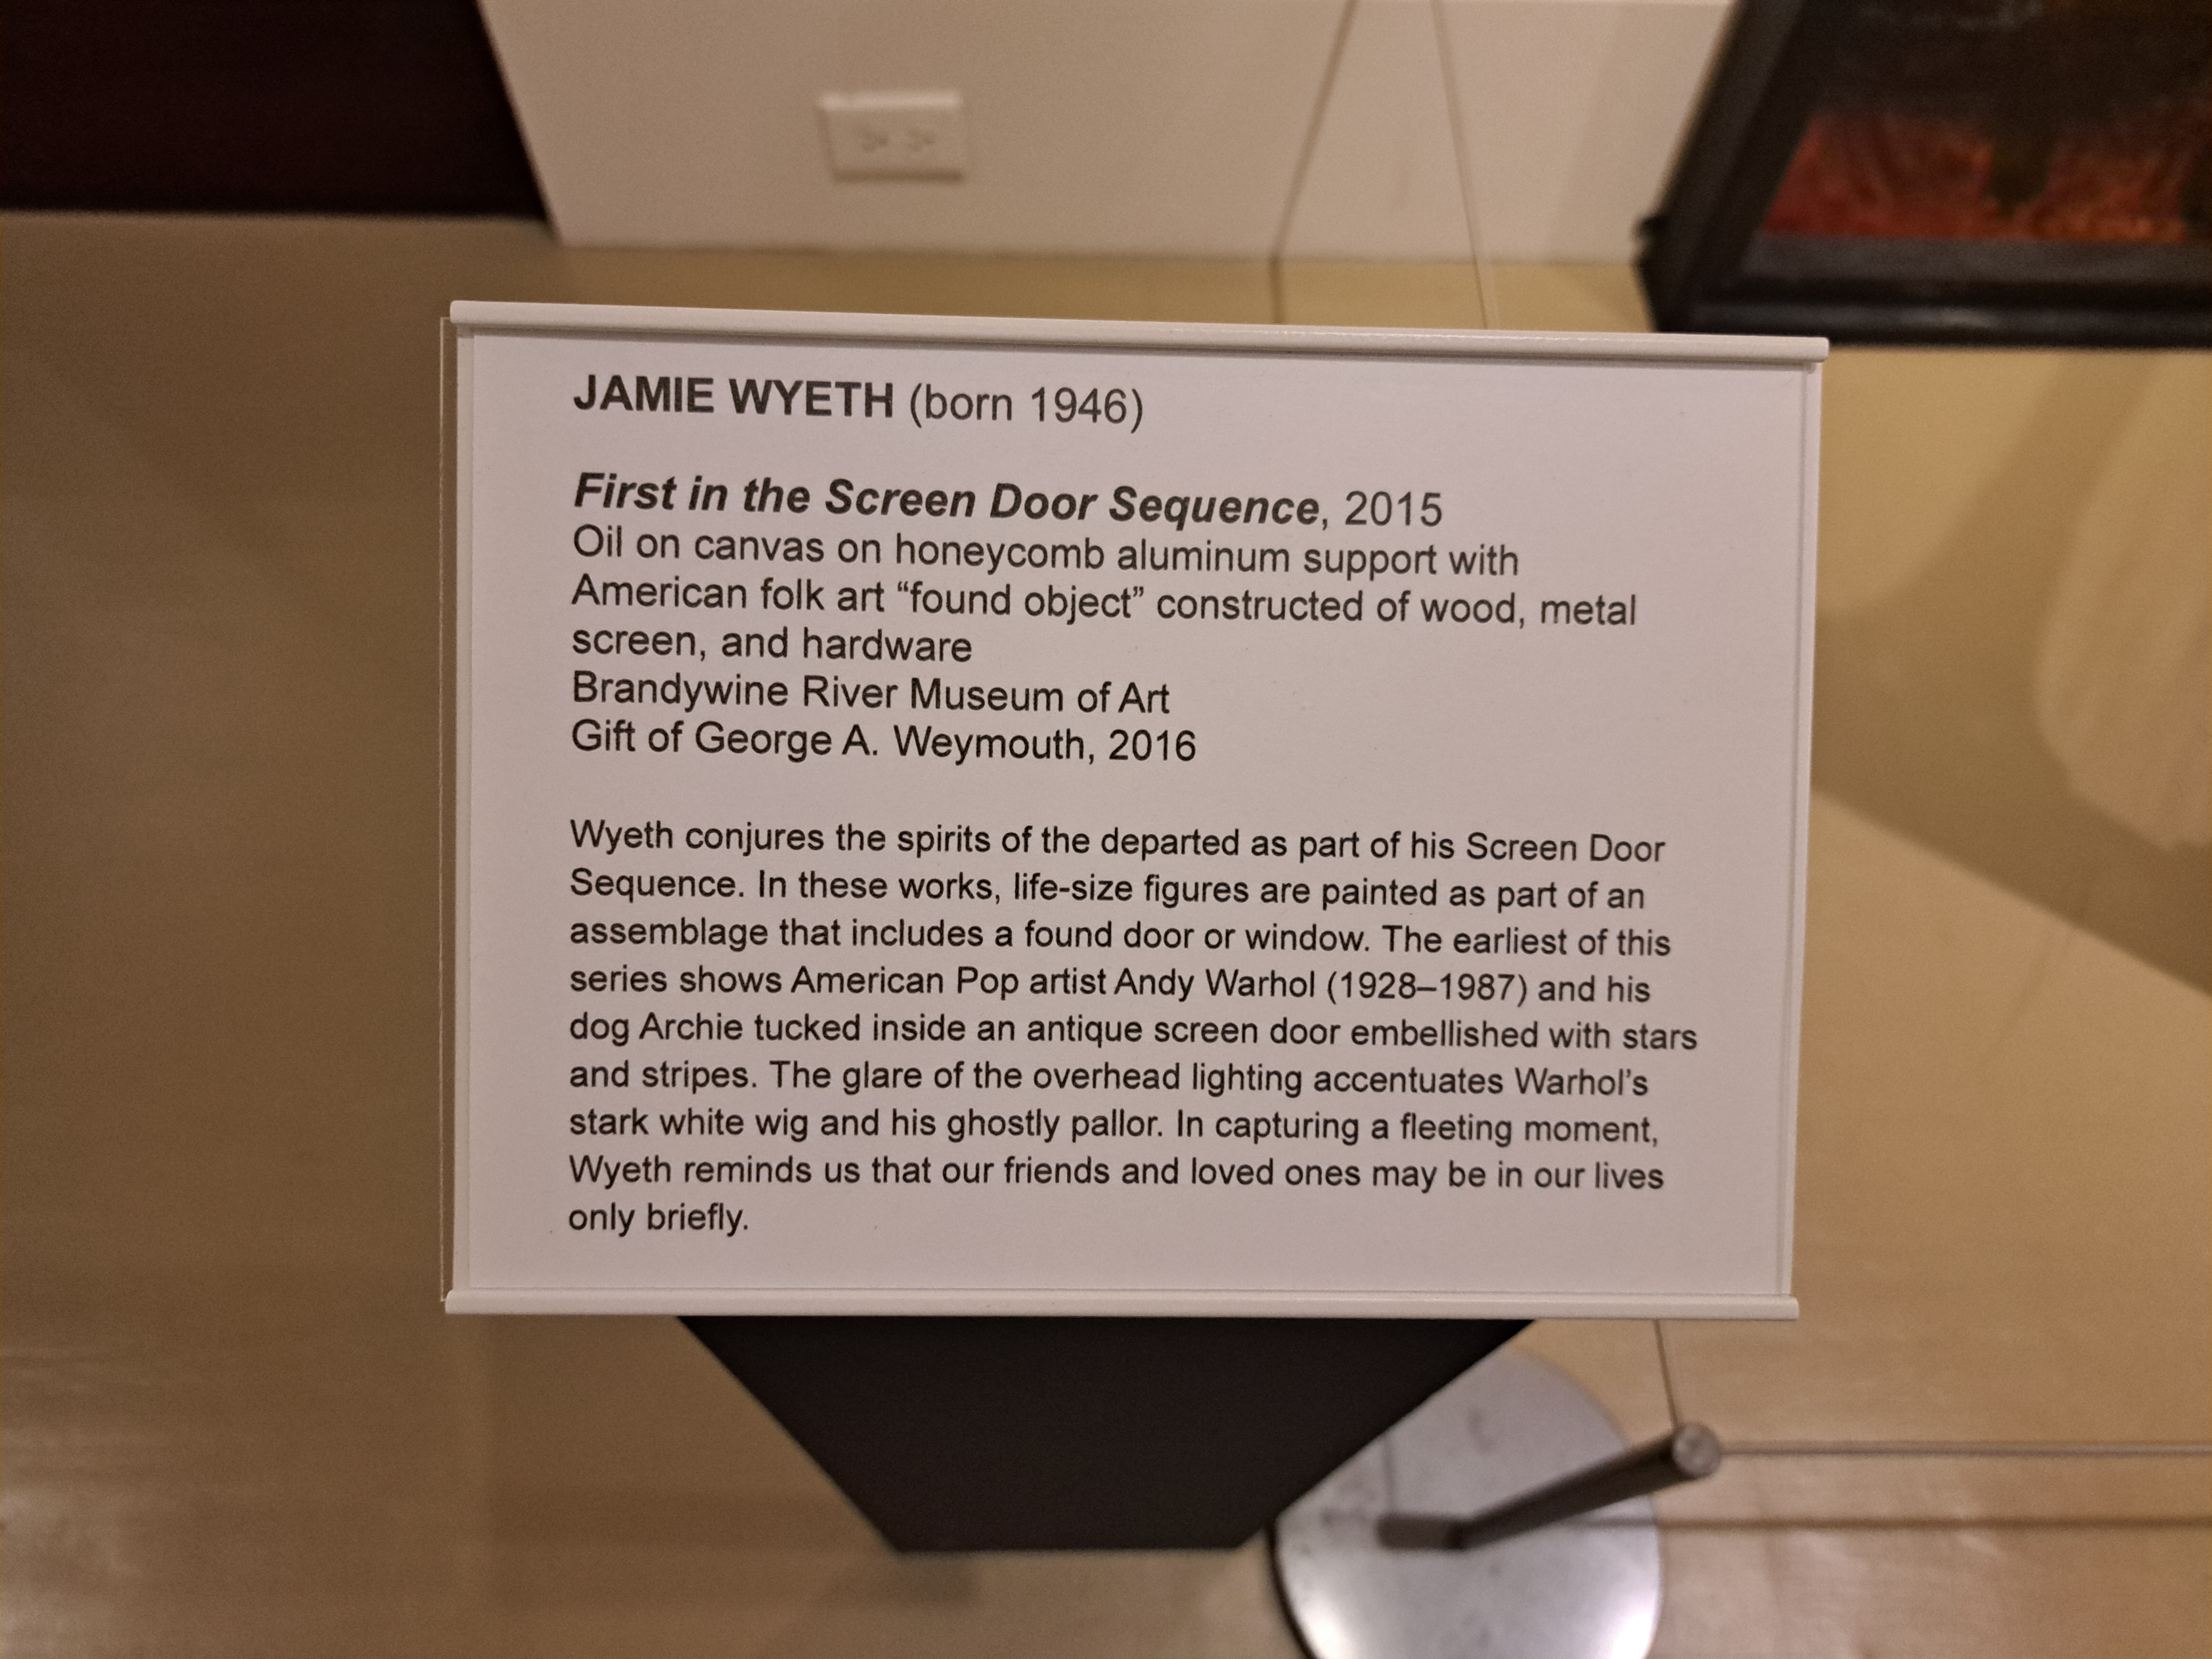 JAMIE WYETH (born 1946)
First in the Screen Door Sequence, 2015
Oil on canvas on honeycomb aluminum support with
American folk art “found object” constructed of wood, metal
screen, and hardware
Brandywine River Museum of Art
Gift of George A. Weymouth, 2016
Wyeth conjures the spirits of the departed as part of his Screen Door
Sequence. In these works, life-size figures are painted as part of an
assemblage that includes a found door or window. The earliest of this
series shows American Pop artist Andy Warhol (1928–1987) and his
dog Archie tucked inside an antique screen door embellished with stars
and stripes. The glare of the overhead lighting accentuates Warhol’s
stark white wig and his ghostly pallor. In capturing a fleeting moment,
Wyeth reminds us that our friends and loved ones may be in our lives
only briefly.